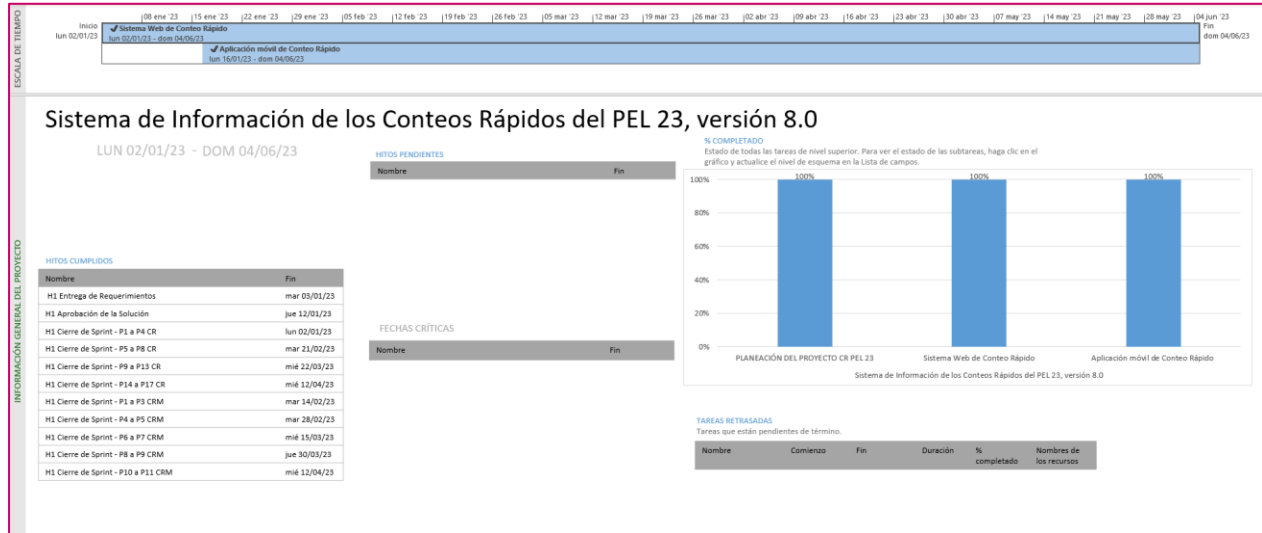 ESCALA DE TIEMPO
08 ene '23 15 ene '23 22 ene '23 29 ene '23 05 feb '23 12 feb '23 19 feb '23 26 feb '23 05 mar '23 12 mar '23 19 mar '23 26 mar '23 02 abr '23 09 abr '23 16 abr '23 23 abr '23 30 abr '23 07 may '23 14 may '23 21 may '23 28 may '23 04 jun '23
Inicio
lun 02/01/23
Sistema Web de Conteo Rápido
lun 02/01/23 - dom 04/06/23
Aplicación móvil de Conteo Rápido
lun 16/01/23 - dom 04/06/23
Fin
dom 04/06/23
INFORMACIÓN GENERAL DEL PROYECTO
Sistema de Información de los Conteos Rápidos del PEL 23, versión 8.0
LUN 02/01/23 - DOM 04/06/23
HITOS CUMPLIDOS
Nombre Fin
H1 Entrega de Requerimientos mar 03/01/23
H1 Aprobación de la Solución jue 12/01/23
H1 Cierre de Sprint - P1 a P4 CR lun 02/01/23
H1 Cierre de Sprint - P5 a P8 CR mar 21/02/23
H1 Cierre de Sprint - P9 a P13 CR mié 22/03/23
H1 Cierre de Sprint - P14 a P17 CR mié 12/04/23
H1 Cierre de Sprint - P1 a P3 CRM mar 14/02/23
H1 Cierre de Sprint - P4 a P5 CRM mar 28/02/23
H1 Cierre de Sprint - P6 a P7 CRM mié 15/03/23
H1 Cierre de Sprint - P8 a P9 CRM jue 30/03/23
H1 Cierre de Sprint - P10 a P11 CRM mié 12/04/23
HITOS PENDIENTES
Nombre Fin
FECHAS CRÍTICAS
Nombre Fin
% COMPLETADO
Estado de todas las tareas de nivel superior. Para ver el estado de las subtareas, haga clic en el
gráfico y actualice el nivel de esquema en la Lista de campos.
100% 100% 100%
100%
80%
60%
40%
20%
0%
PLANEACIÓN DEL PROYECTO CR PEL 23 Sistema Web de Conteo Rápido Aplicación móvil de Conteo Rápido
Sistema de Información de los Conteos Rápidos del PEL 23, versión 8.0
TAREAS RETRASADAS
Tareas que están pendientes de término.
Nombre Comienzo Fin Duración % completado Nombres de los recursos